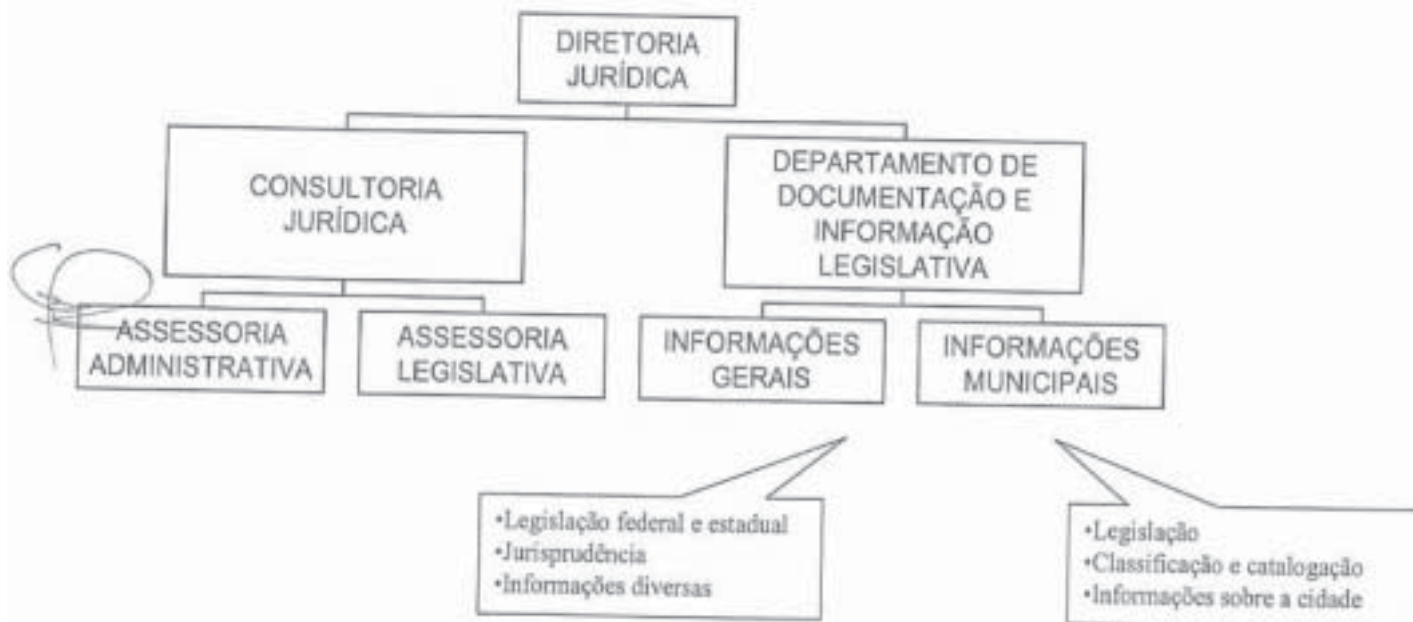 DIRETORIA
JURÍDICA
CONSULTORIA
JURÍDICA
DEPARTAMENTO DE
DOCUMENTAÇÃO E
INFORMAÇÃO
LEGISLATIVA
ASSESSORIA
ADMINISTRATIVA
ASSESSORIA
LEGISLATIVA
INFORMAÇÕES
GERAIS
INFORMAÇÕES
MUNICIPAIS
•Legislação federal e estadual
•Jurisprudência
•Informações diversas
•Legislação
•Classificação e catalogação
•Informações sobre a cidade